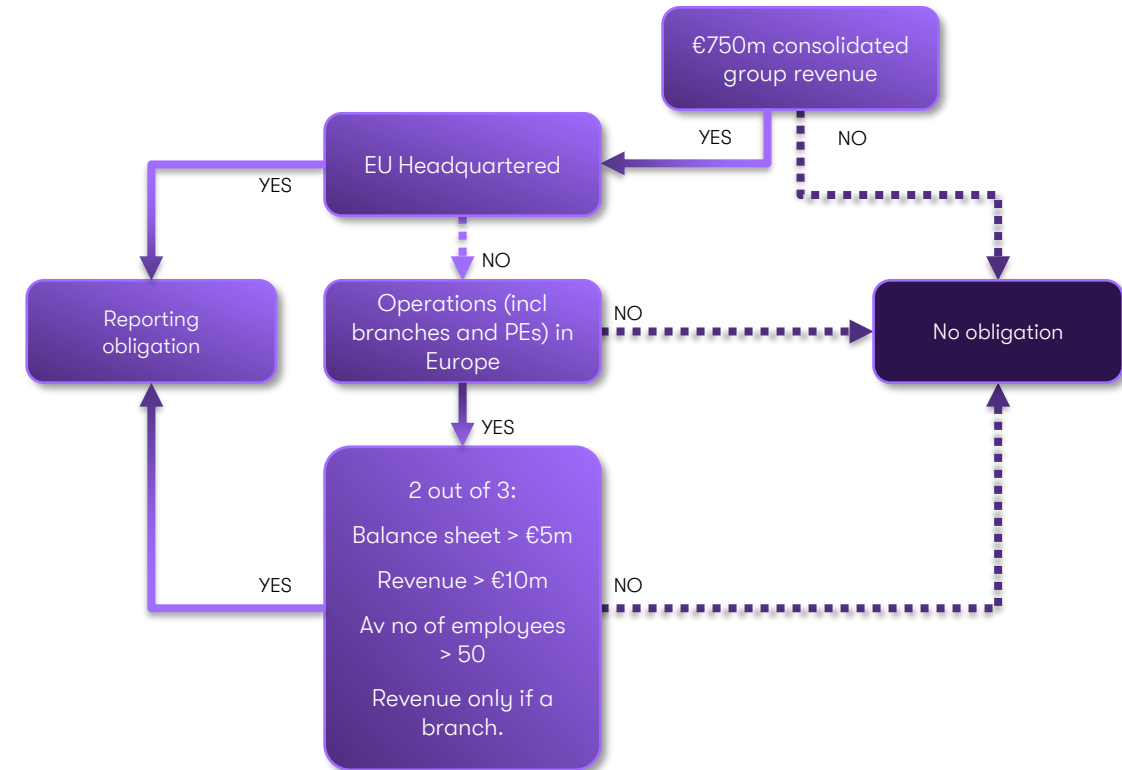 €750m consolidated
group revenue
YES
NO
EU Headquartered
YES
NO
Reporting
obligation
Operations (incl
branches and PEs) in
Europe
NO
No obligation
YES
2 out of 3:
Balance sheet > €5m
Revenue > €10m
Av no of employees
> 50
Revenue only if a
branch.
YES
NO